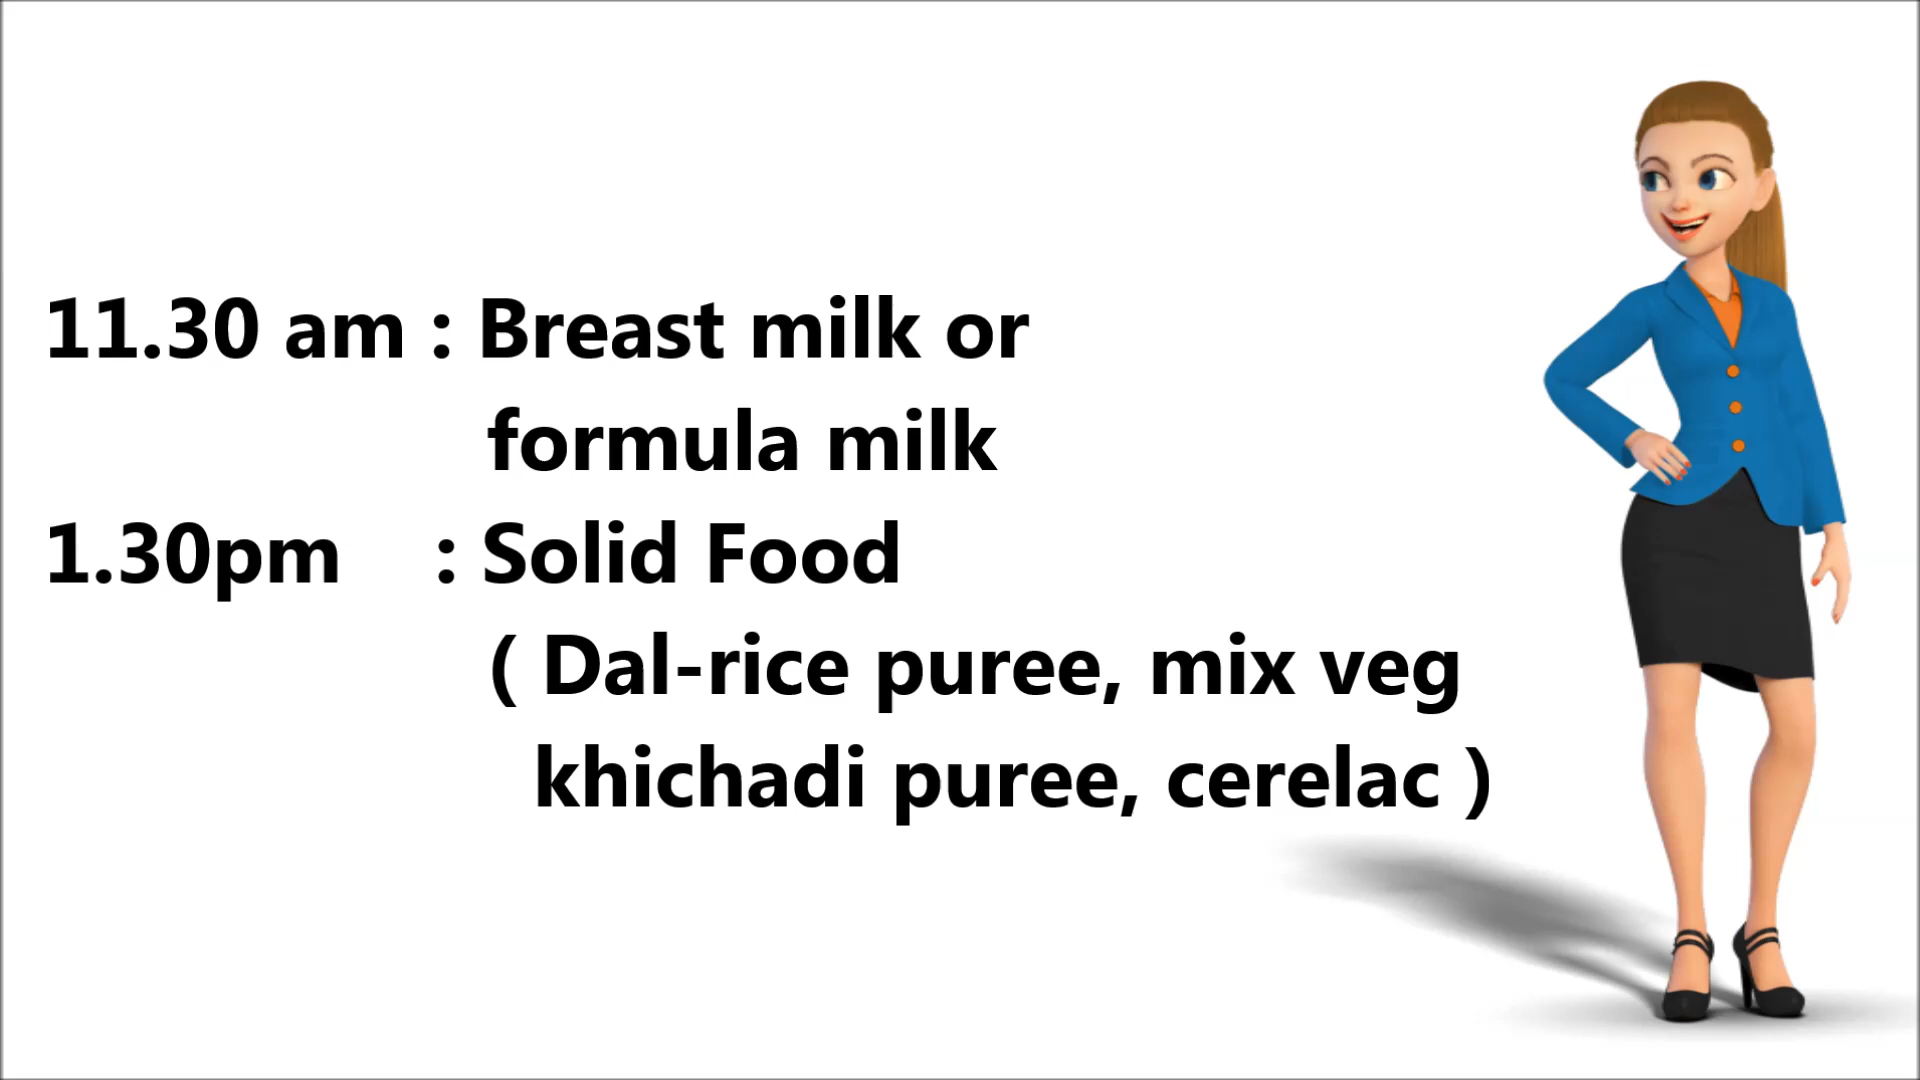 11.30 am : Breast milk or
formula milk
1.30pm : Solid Food
( Dal-rice puree, mix veg
khichadi puree, cerelac )